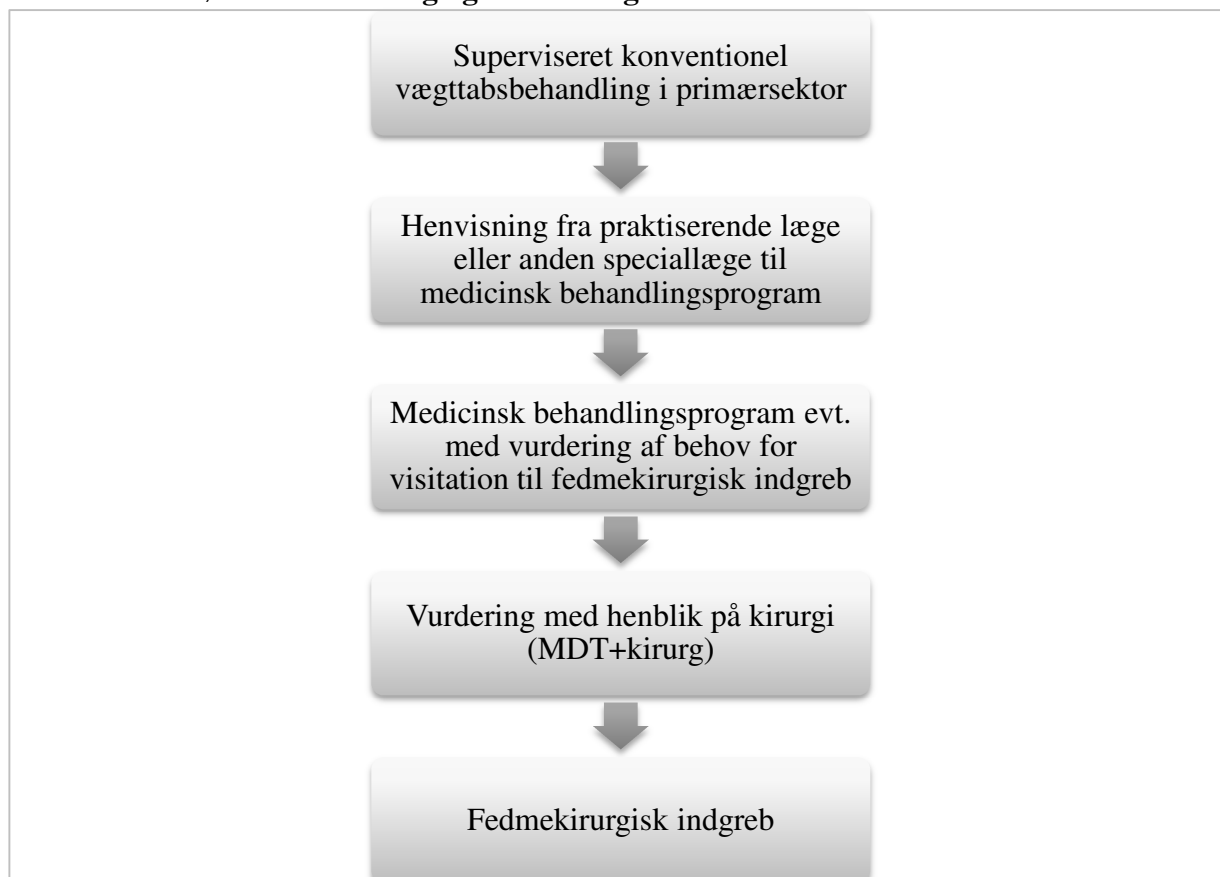 Superviseret konventionel
vægttabsbehandling i primærsektor
Henvisning fra praktiserende læge
eller anden speciallæge til
medicinsk behandlingsprogram
Medicinsk behandlingsprogram evt.
med vurdering af behov for
visitation til fedmekirurgisk indgreb
Vurdering med henblik på kirurgi
(MDT+kirurg)
Fedmekirurgisk indgreb